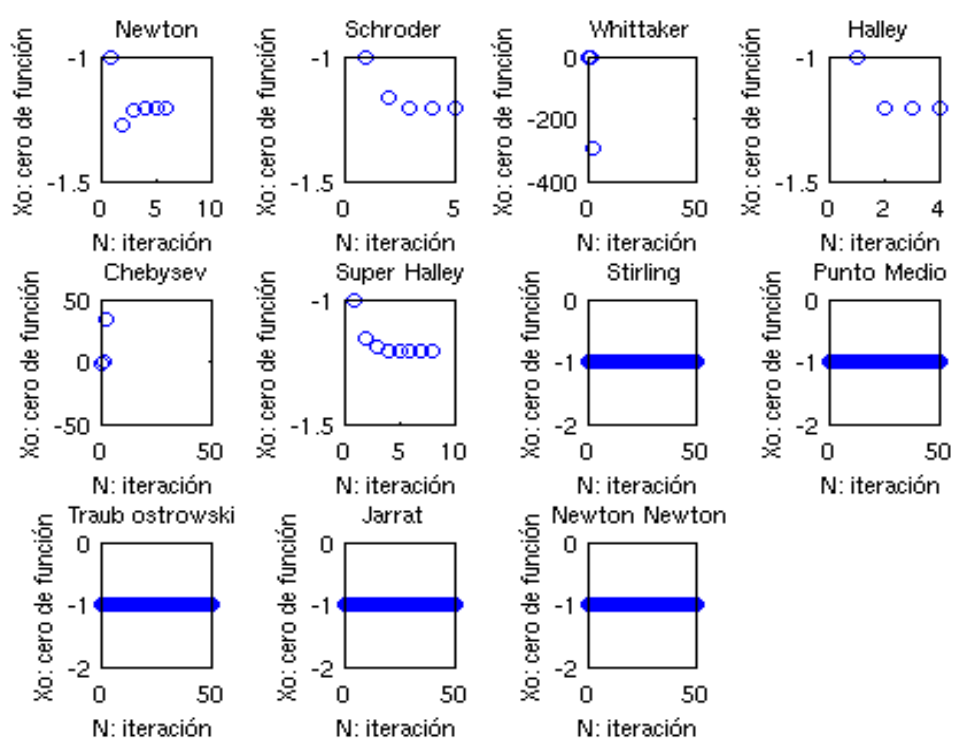 Newton
Xo: cero de función
-1
-1.5
0 5 10
N: iteración
Schroder
Xo: cero de función
-1
-1.5
0 5
N: iteración
Whittaker
Xo: cero de función
0
-200
-400
0 50
N: iteración
Halley
Xo: cero de función
-1
-1.5
0 2 4
N: iteración
Chebysev
Xo: cero de función
50
0
-50
0 50
N: iteración
Super Halley
Xo: cero de función
-1
-1.5
0 5 10
N: iteración
Stirling
Xo: cero de función
0
-1
-2
0 50
N: iteración
Punto Medio
Xo: cero de función
0
-1
-2
0 50
N: iteración
Traub ostrowski
Xo: cero de función
0
-1
-2
0 50
N: iteración
Jarrat
Xo: cero de función
0
-1
-2
0 50
N: iteración
Newton Newton
Xo: cero de función
0
-1
-2
0 50
N: iteración